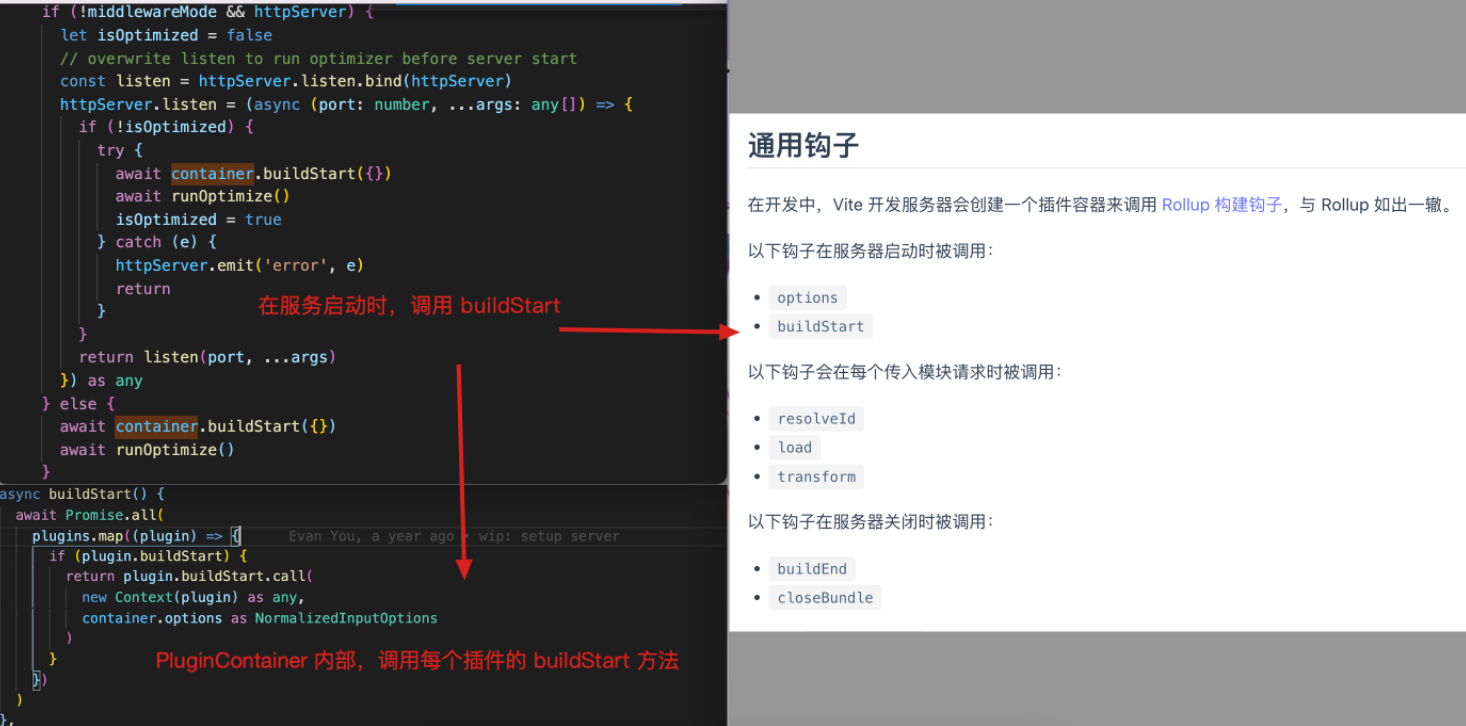 if (!middlewareMode && httpServer) {
let isOptimized = false
// overwrite listen to run optimizer before server start
const listen = httpServer.listen.bind(httpServer)
httpServer.listen = (async (port: number, ...args: any[]) => {
if (!isOptimized) {
try {
await container.buildStart({})
await runOptimize()
isOptimized = true
} catch (e) {
httpServer.emit('error', e)
return
}
}
return listen(port, ...args)
}) as any
} else {
await container.buildStart({})
await runOptimize()
}
在服务启动时，调用 buildStart
async buildStart() {
await Promise.all(
plugins.map((plugin) => {
Evan You, a year ago • wip: setup server
if (plugin.buildStart) {
return plugin.buildStart.call(
new Context(plugin) as any,
container.options as NormalizedInputOptions
)
}
})
)
},
PluginContainer 内部，调用每个插件的 buildStart 方法
通用钩子
在开发中，Vite 开发服务器会创建一个插件容器来调用 Rollup 构建钩子，与 Rollup 如出一辙。
以下钩子在服务器启动时被调用：
• options
• buildStart
以下钩子会在每个传入模块请求时被调用：
• resolveId
• load
• transform
以下钩子在服务器关闭时被调用：
• buildEnd
• closeBundle